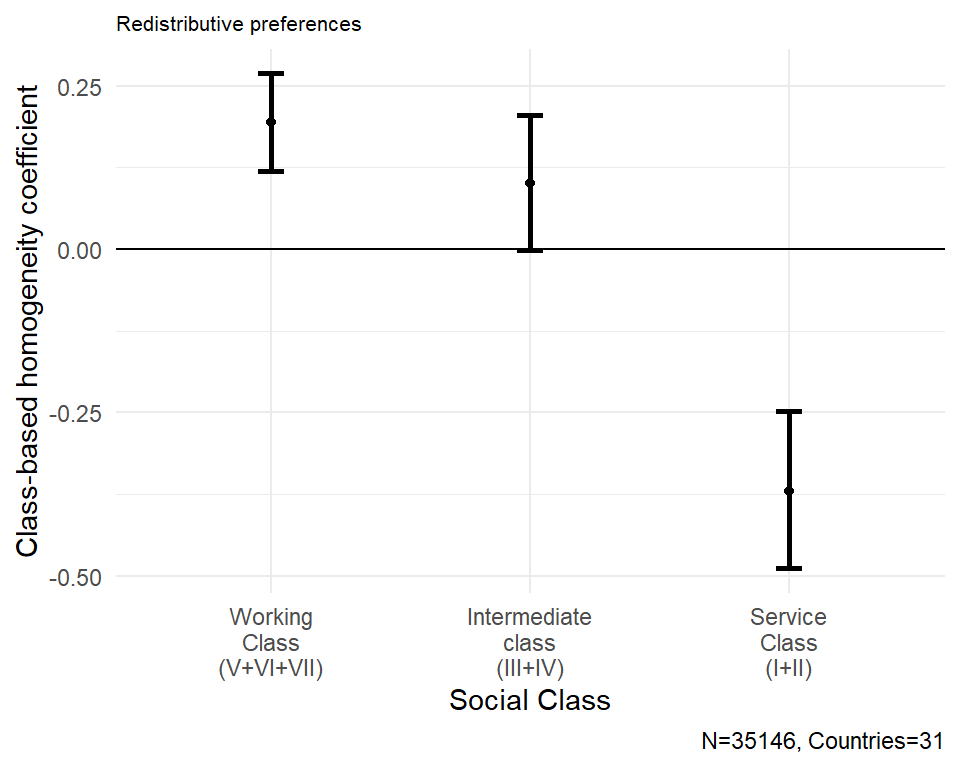 Redistributive preferences
Class-based homogeneity coefficient
0.25
0.00
-0.25
-0.50
Working
Class
(V+VI+VII)
Intermediate
class
(III+IV)
Service
Class
(I+II)
Social Class
N=35146, Countries=31